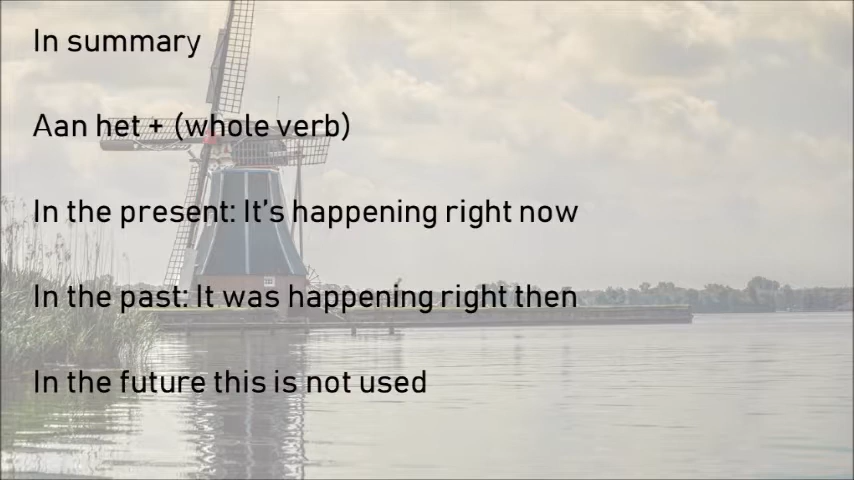 In summary
Aan het + (whole verb)
In the present: It's happening right now
In the past: It was happening right then
In the future this is not used